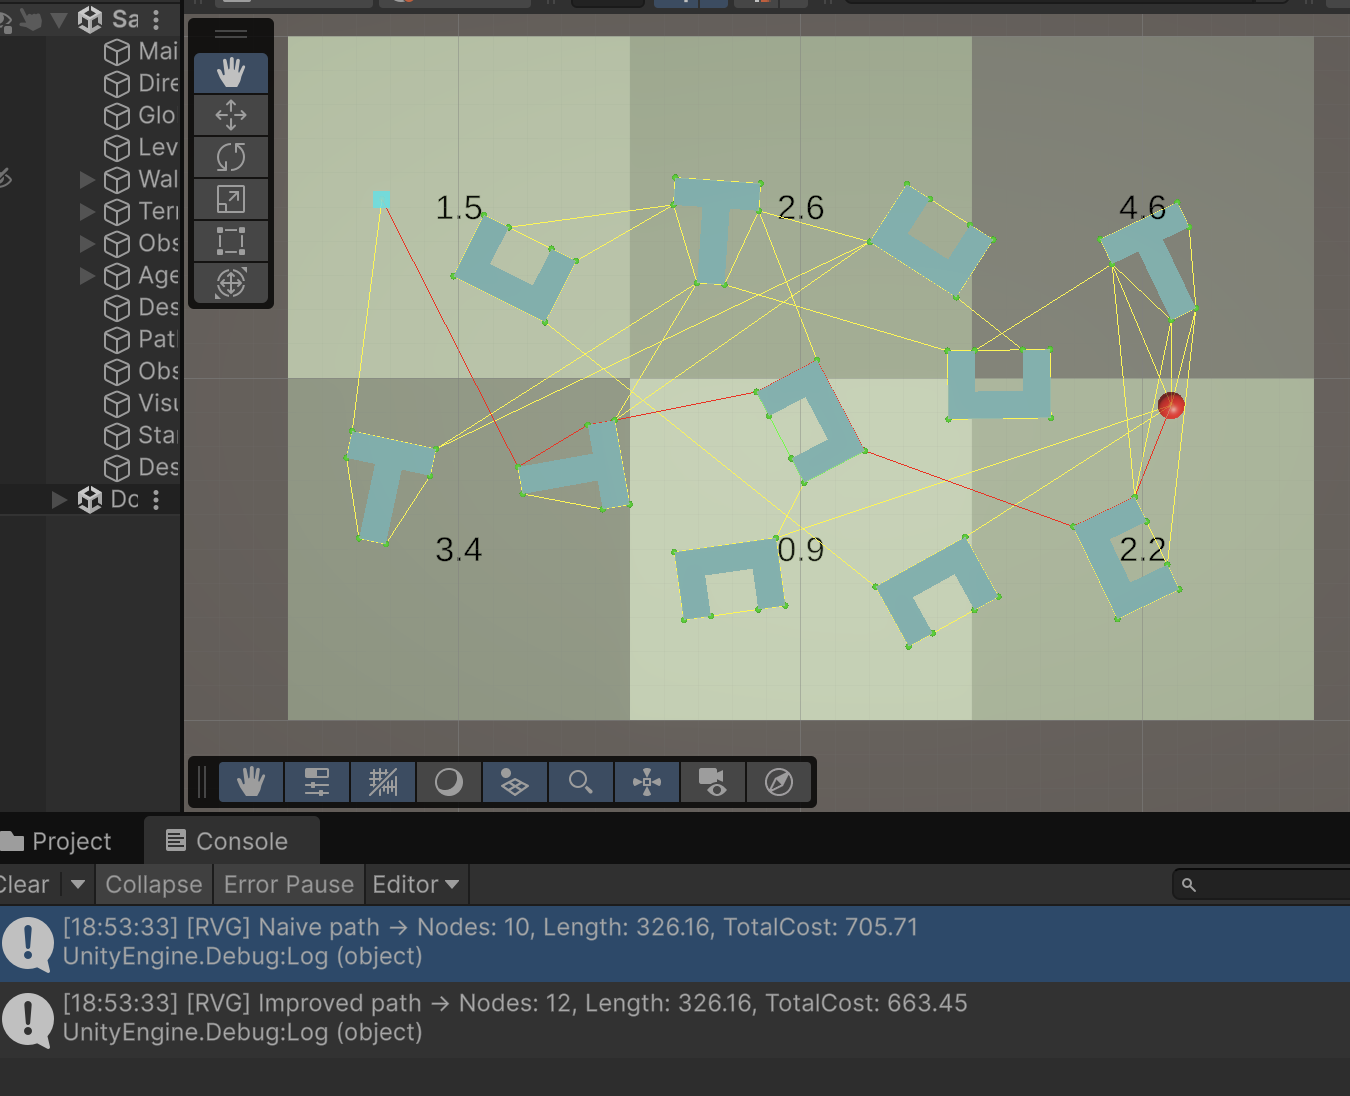 Sa
Mai
Dire
Glo
Lev
Wal
Terr
Obs
Age
Des
Patl
Obs
Visu
Star
Des
Dc
1.5
2.6
4.6
3.4
0.9
2.2
Project
Console
Clear
Collapse
Error Pause
Editor
[18:53:33] [RVG] Naive path → Nodes: 10, Length: 326.16, TotalCost: 705.71
UnityEngine.Debug:Log (object)
[18:53:33] [RVG] Improved path → Nodes: 12, Length: 326.16, TotalCost: 663.45
UnityEngine.Debug:Log (object)